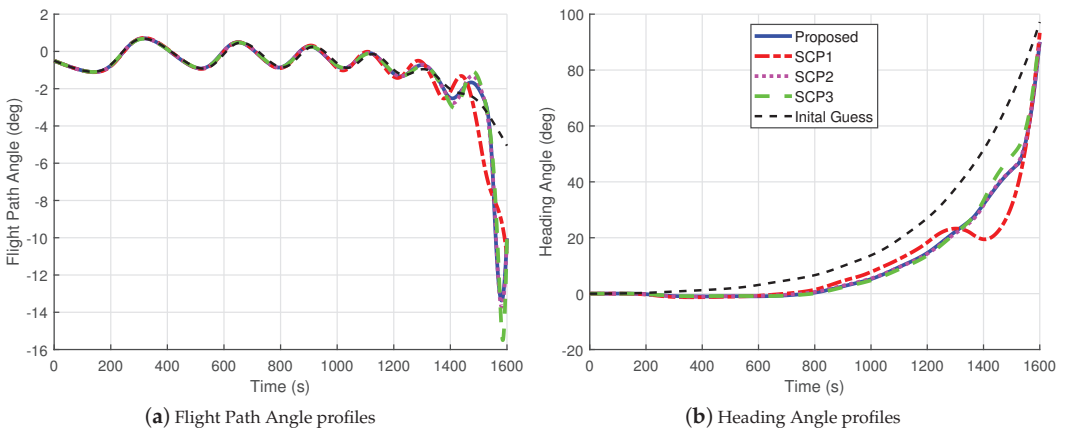 2
0
-2
-4
-6
-8
-10
-12
-14
-16
Flight Path Angle (deg)
0 200 400 600 800 1000 1200 1400 1600
Time (s)
(a) Flight Path Angle profiles
100
80
60
40
20
0
-20
Heading Angle (deg)
Proposed
SCP1
SCP2
SCP3
Inital Guess
0 200 400 600 800 1000 1200 1400 1600
Time (s)
(b) Heading Angle profiles